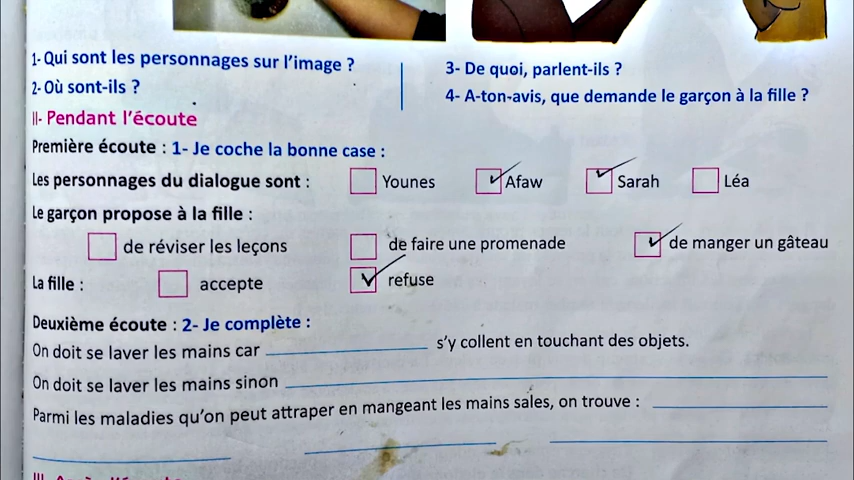 1- Qui sont les personnages sur l'image ?
2- Où sont-ils ?
3- De quoi, parlent-ils ?
4- A-ton-avis, que demande le garçon à la fille ?
II- Pendant l'écoute
Première écoute : 1- Je coche la bonne case :
Les personnages du dialogue sont : Younes Afaw Sarah Léa
Le garçon propose à la fille :
de réviser les leçons de faire une promenade de manger un gâteau
La fille : accepte refuse
Deuxième écoute : 2- Je complète :
On doit se laver les mains car s'y collent en touchant des objets.
On doit se laver les mains sinon
Parmi les maladies qu'on peut attraper en mangeant les mains sales, on trouve :